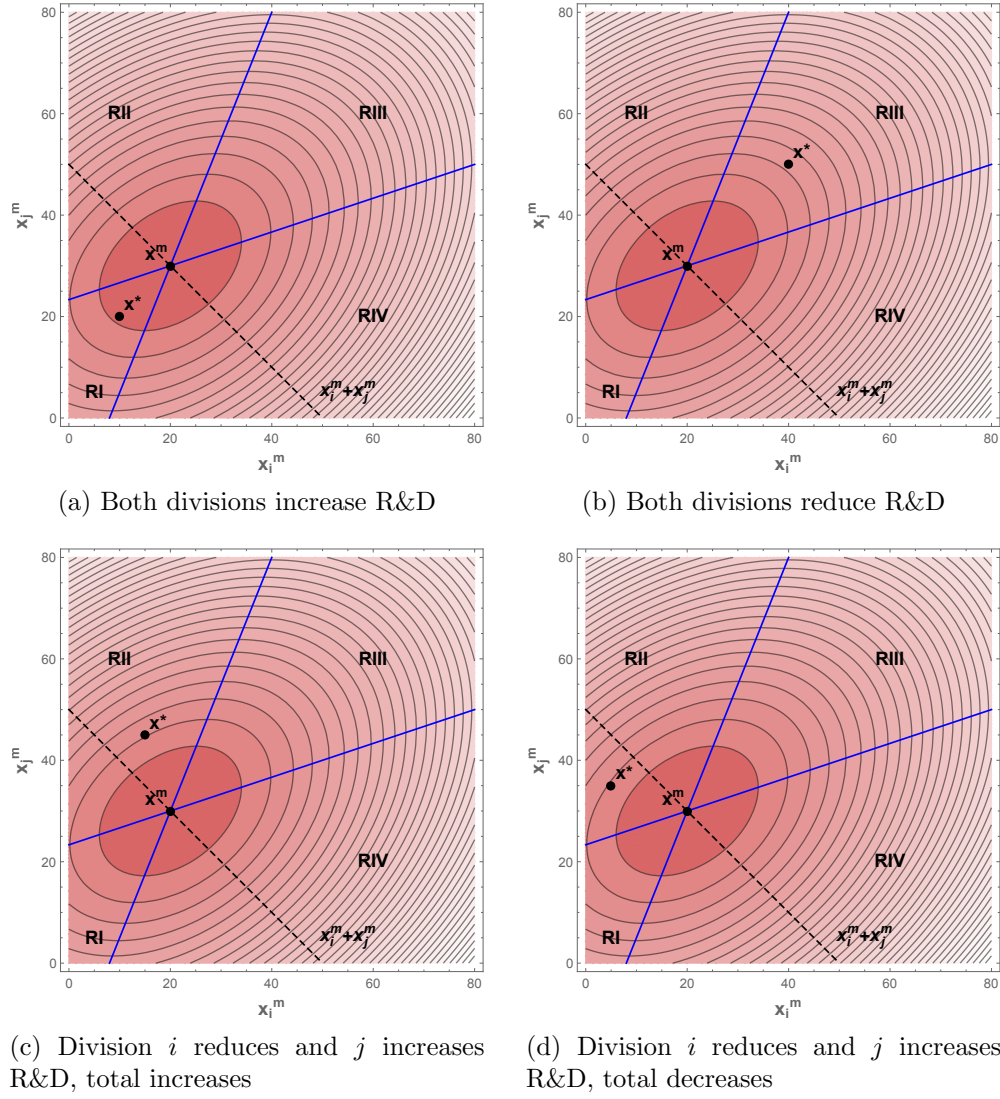 80
60
40
20
0
x_j^m
RII
RIII
x^m
x^*
RIV
RI
x_i^m+x_j^m
0
20
40
60
80
x_i^m
(a) Both divisions increase R&D
80
60
40
20
0
x_j^m
RII
RIII
x^*
x^m
RIV
RI
x_i^m+x_j^m
0
20
40
60
80
x_i^m
(b) Both divisions reduce R&D
80
60
40
20
0
x_j^m
RII
RIII
x^*
x^m
RIV
RI
x_i^m+x_j^m
0
20
40
60
80
x_i^m
(c) Division i reduces and j increases
R&D, total increases
80
60
40
20
0
x_j^m
RII
RIII
x^*
x^m
RIV
RI
x_i^m+x_j^m
0
20
40
60
80
x_i^m
(d) Division i reduces and j increases
R&D, total decreases